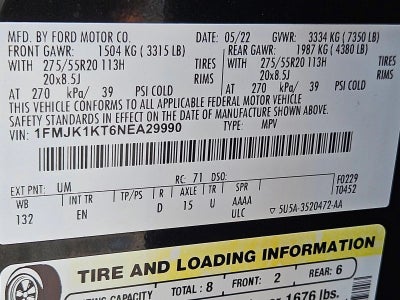 MFD. BY FORD MOTOR CO. 05/22 GVWR: 3334 KG (7350 LB)
FRONT GAWR: 1504 KG (3315 LB) REAR GAWR: 1987 KG (4380 LB)
WITH 275/55R20 113H TIRES WITH 275/55R20 113H TIRES
20x8.5J RIMS 20x8.5J RIMS
AT 270 kPa/ 39 PSI COLD AT 270 kPa/ 39 PSI COLD
THIS VEHICLE CONFORMS TO ALL APPLICABLE FEDERAL MOTOR VEHICLE
SAFETY STANDARDS IN EFFECT ON THE DATE OF MANUFACTURE SHOWN ABOVE.
VIN: 1FMJK1KT6NEA29990 TYPE: MPV
EXT PNT: UM RC: 71 DSO: F0229
WB INT TR TP/PS R AXLE TR SPR T0452
132 EN D 15 U AAAA
ULC 5U5A-3520472-AA
TIRE AND LOADING INFORMATION
SEATING CAPACITY TOTAL: 8 FRONT: 2 REAR: 6
or 1676 lbs.